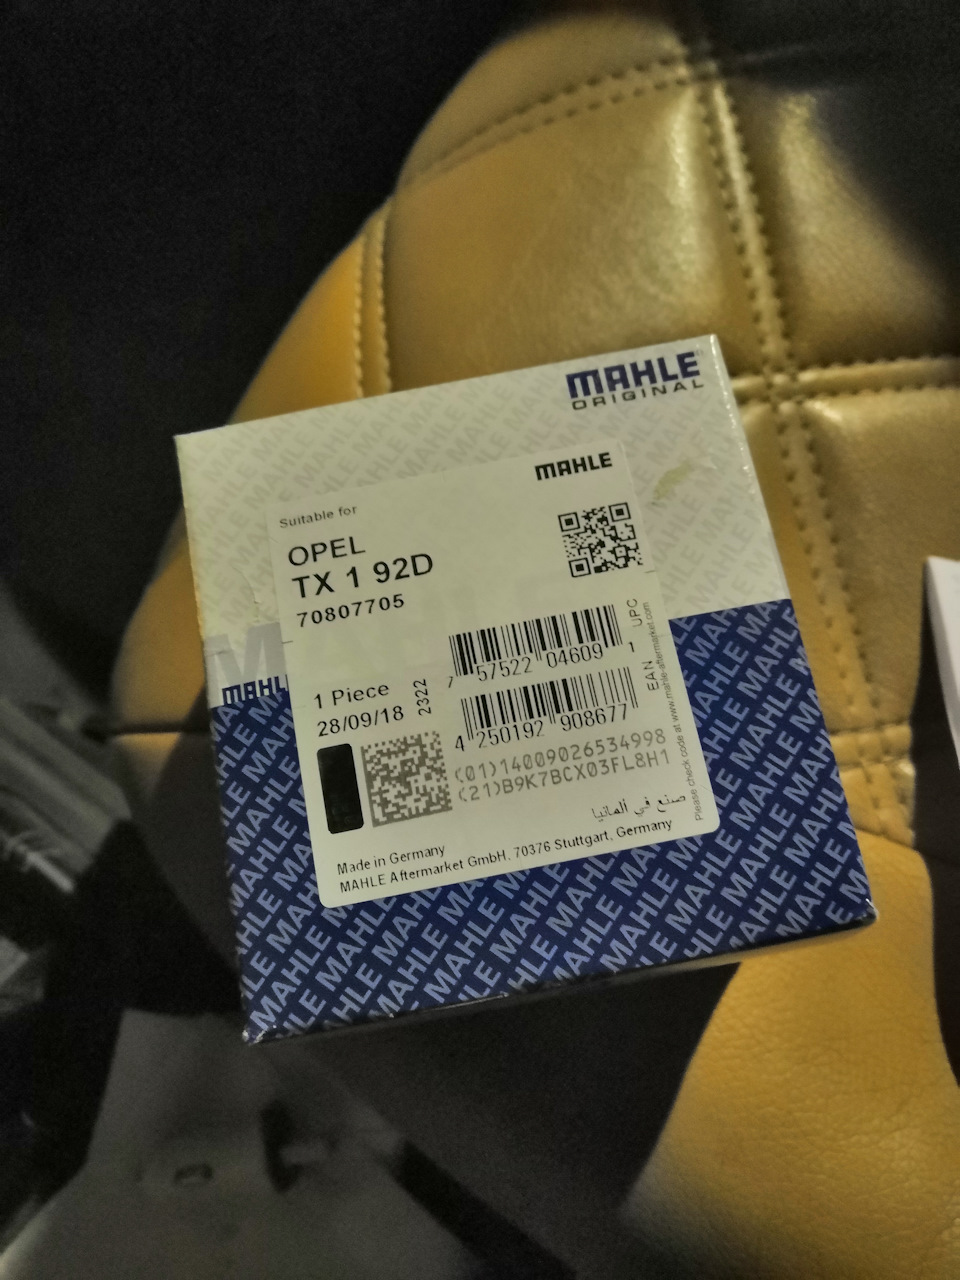 MAHLE
ORIGINAL
MAHLE
Suitable for
OPEL
TX 1 92D
70807705
7 57522 04609 1
UPC
1 Piece
28/09/18
2322
4 250192 908677
EAN
(01)14009026534998
(21)B9K7BCX03FL8H1
Please check code at www.mahle-aftermarket.com
صنع في ألمانيا
Made in Germany
MAHLE Aftermarket GmbH. 70376 Stuttgart, Germany